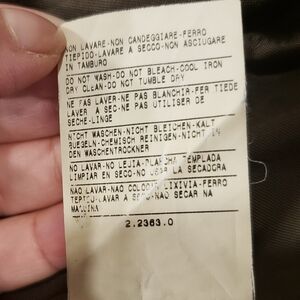 NON LAVARE-NON CANDEGGIARE-FERRO
TIEPIDO-LAVARE A SECCO-NON ASCIUGARE
IN TAMBURO
DO NOT WASH-DO NOT BLEACH-COOL IRON
DRY CLEAN-DO NOT TUMBLE DRY
NE PAS LAVER-NE PAS BLANCHIR-FER TIEDE
LAVER A SEC-NE PAS UTILISER DE
SECHE-LINGE
NICHT WASCHEN-NICHT BLEICHEN-KALT
BUEGELN-CHEMISCH REINIGEN-NICHT IN
DEN WASCHENTROCKNER
NO LAVAR-NO LEJIA-PLANCHA TEMPLADA
LIMPIAR EN SECO-NO USAR LA SECADORA
NAO LAVAR-NAO COLOCAR LIXIVIA-FERRO
TEPIDO-LAVAR A SECO-NAO SECAR NA
MAQUINA
2.2363.0